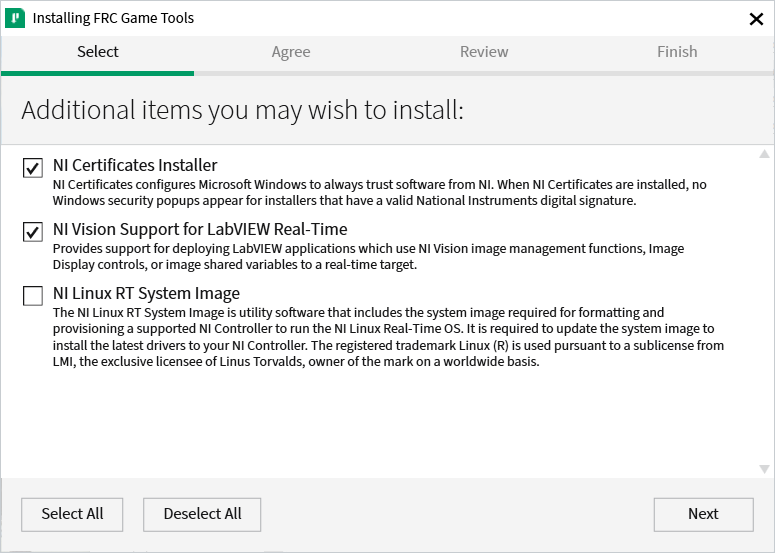 Installing FRC Game Tools
Select
Agree
Review
Finish
Additional items you may wish to install:
NI Certificates Installer
NI Certificates configures Microsoft Windows to always trust software from NI. When NI Certificates are installed, no
Windows security popups appear for installers that have a valid National Instruments digital signature.
NI Vision Support for LabVIEW Real-Time
Provides support for deploying LabVIEW applications which use NI Vision image management functions, Image
Display controls, or image shared variables to a real-time target.
NI Linux RT System Image
The NI Linux RT System Image is utility software that includes the system image required for formatting and
provisioning a supported NI Controller to run the NI Linux Real-Time OS. It is required to update the system image to
install the latest drivers to your NI Controller. The registered trademark Linux (R) is used pursuant to a sublicense from
LMI, the exclusive licensee of Linus Torvalds, owner of the mark on a worldwide basis.
Select All
Deselect All
Next